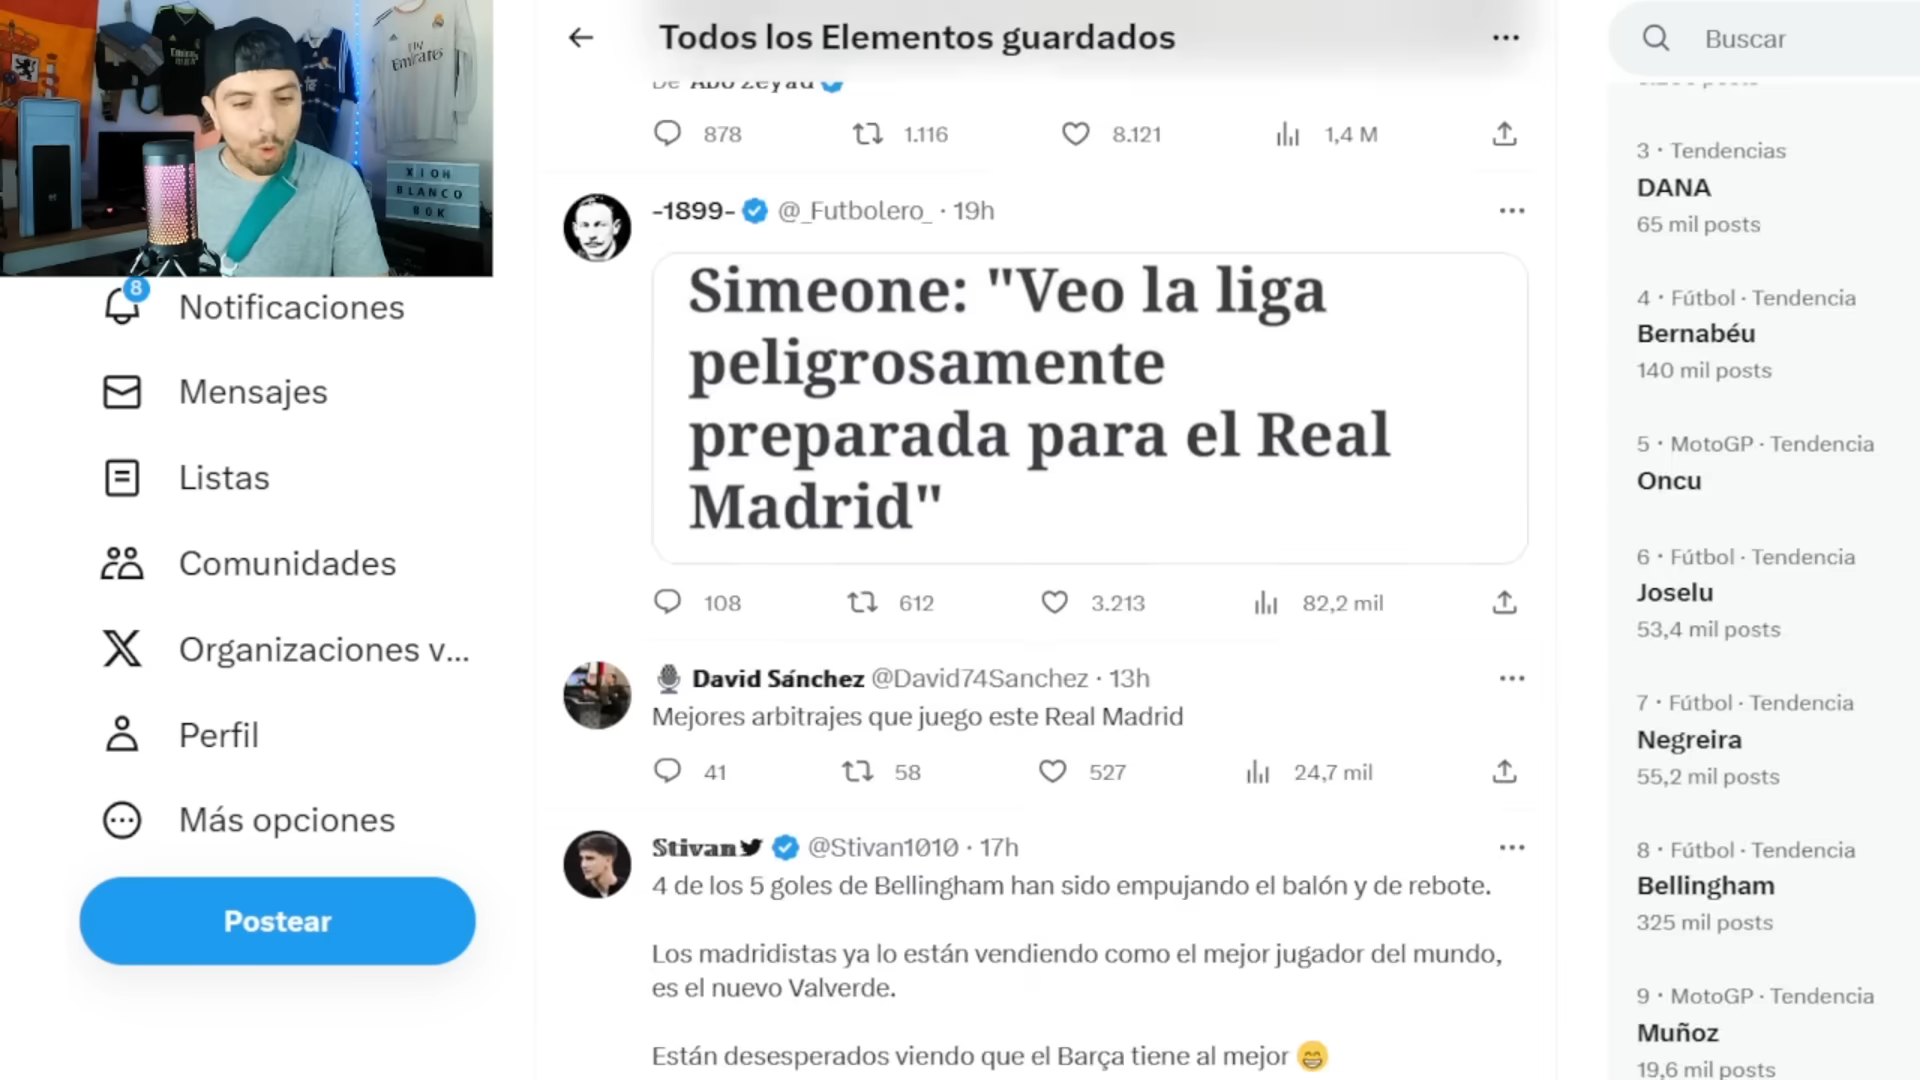 Todos los Elementos guardados
Buscar
De Abo Zeyad
878
1.116
8.121
1,4 M
-1899- @_Futbolero_ · 19h
Simeone: "Veo la liga
peligrosamente
preparada para el Real
Madrid"
108
612
3.213
82,2 mil
David Sánchez @David74Sanchez · 13h
Mejores arbitrajes que juego este Real Madrid
41
58
527
24,7 mil
Stivan @Stivan1010 · 17h
4 de los 5 goles de Bellingham han sido empujando el balón y de rebote.
Los madridistas ya lo están vendiendo como el mejor jugador del mundo,
es el nuevo Valverde.
Están desesperados viendo que el Barça tiene al mejor 😁
Fly
Emirates
XION
BLANCO
80K
8
Notificaciones
Mensajes
Listas
Comunidades
Organizaciones v...
Perfil
Más opciones
Postear
3 · Tendencias
DANA
65 mil posts
4 · Fútbol · Tendencia
Bernabéu
140 mil posts
5 · MotoGP · Tendencia
Oncu
6 · Fútbol · Tendencia
Joselu
53,4 mil posts
7 · Fútbol · Tendencia
Negreira
55,2 mil posts
8 · Fútbol · Tendencia
Bellingham
325 mil posts
9 · MotoGP · Tendencia
Muñoz
19,6 mil posts